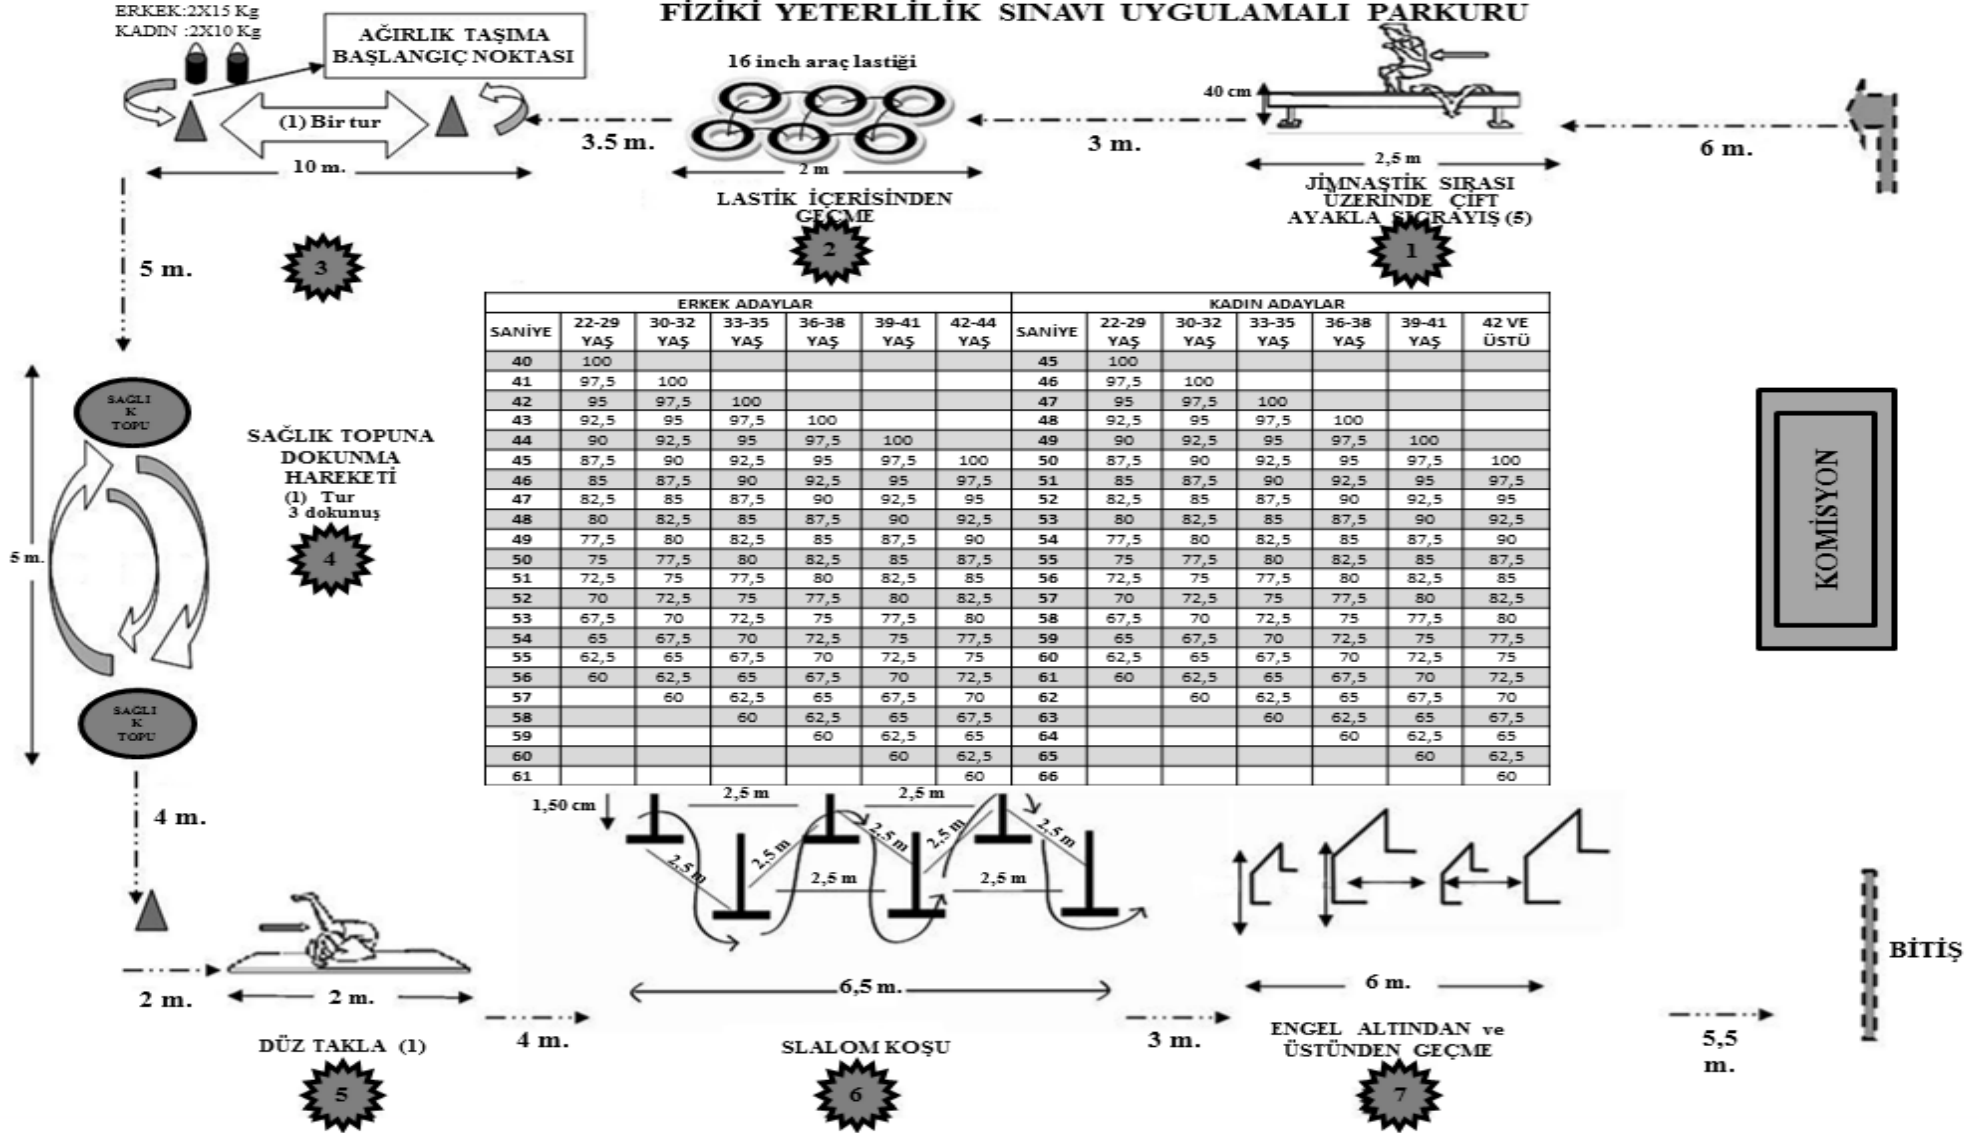 FİZİKİ YETERLİLİK SINAVI UYGULAMALI PARKURU
ERKEK:2X15 Kg
KADIN :2X10 Kg
AĞIRLIK TAŞIMA
BAŞLANGIÇ NOKTASI
(1) Bir tur
10 m.
3
3.5 m.
16 inch araç lastiği
2 m
LASTİK İÇERİSİNDEN
GEÇME
2
3 m.
40 cm
2,5 m
JİMNASTİK SIRASI
ÜZERİNDE ÇİFT
AYAKLA SIÇRAYIŞ (5)
1
6 m.
5 m.
SAĞLI
K
TOPU
5 m.
SAĞLIK TOPUNA
DOKUNMA
HAREKETİ
(1) Tur
3 dokunuş
4
SAĞLI
K
TOPU
4 m.
ERKEK ADAYLAR KADIN ADAYLAR
SANİYE 22-29 YAŞ 30-32 YAŞ 33-35 YAŞ 36-38 YAŞ 39-41 YAŞ 42-44 YAŞ SANİYE 22-29 YAŞ 30-32 YAŞ 33-35 YAŞ 36-38 YAŞ 39-41 YAŞ 42 VE ÜSTÜ
40 100 45 100
41 97,5 100 46 97,5 100
42 95 97,5 100 47 95 97,5 100
43 92,5 95 97,5 100 48 92,5 95 97,5 100
44 90 92,5 95 97,5 100 49 90 92,5 95 97,5 100
45 87,5 90 92,5 95 97,5 100 50 87,5 90 92,5 95 97,5 100
46 85 87,5 90 92,5 95 97,5 51 85 87,5 90 92,5 95 97,5
47 82,5 85 87,5 90 92,5 95 52 82,5 85 87,5 90 92,5 95
48 80 82,5 85 87,5 90 92,5 53 80 82,5 85 87,5 90 92,5
49 77,5 80 82,5 85 87,5 90 54 77,5 80 82,5 85 87,5 90
50 75 77,5 80 82,5 85 87,5 55 75 77,5 80 82,5 85 87,5
51 72,5 75 77,5 80 82,5 85 56 72,5 75 77,5 80 82,5 85
52 70 72,5 75 77,5 80 82,5 57 70 72,5 75 77,5 80 82,5
53 67,5 70 72,5 75 77,5 80 58 67,5 70 72,5 75 77,5 80
54 65 67,5 70 72,5 75 77,5 59 65 67,5 70 72,5 75 77,5
55 62,5 65 67,5 70 72,5 75 60 62,5 65 67,5 70 72,5 75
56 60 62,5 65 67,5 70 72,5 61 60 62,5 65 67,5 70 72,5
57 60 62,5 65 67,5 70 62 60 62,5 65 67,5 70
58 60 62,5 65 67,5 63 60 62,5 65 67,5
59 60 62,5 65 64 60 62,5 65
60 60 62,5 65 60 62,5
61 60 66 60
KOMİSYON
2 m.
2 m.
DÜZ TAKLA (1)
5
4 m.
1,50 cm
2,5 m
2,5 m
2,5 m
2,5 m
2,5 m
2,5 m
2,5 m
2,5 m
2,5 m
6,5 m.
SLALOM KOŞU
6
3 m.
6 m.
ENGEL ALTINDAN ve
ÜSTÜNDEN GEÇME
7
5,5
m.
BİTİŞ